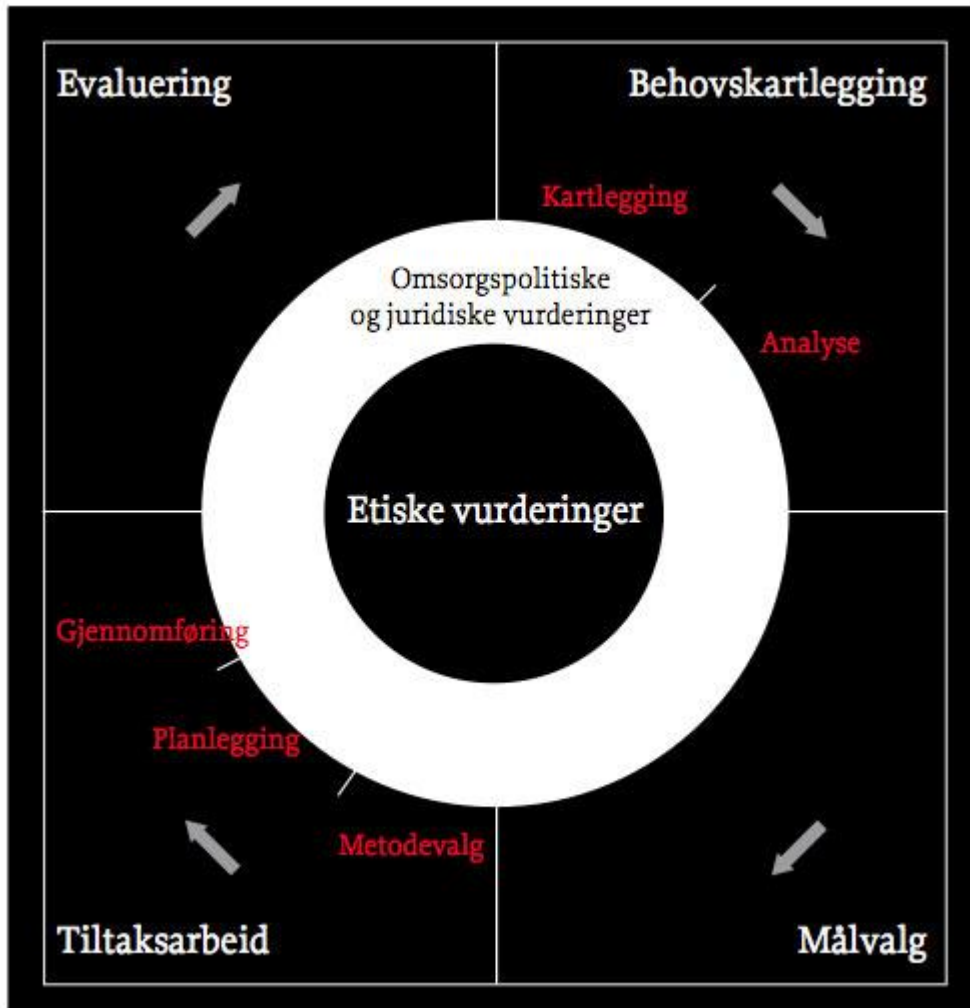 Evaluering
Behovskartlegging
Kartlegging
Omsorgspolitiske
og juridiske vurderinger
Analyse
Etiske vurderinger
Gjennomføring
Planlegging
Metodevalg
Tiltaksarbeid
Målvalg